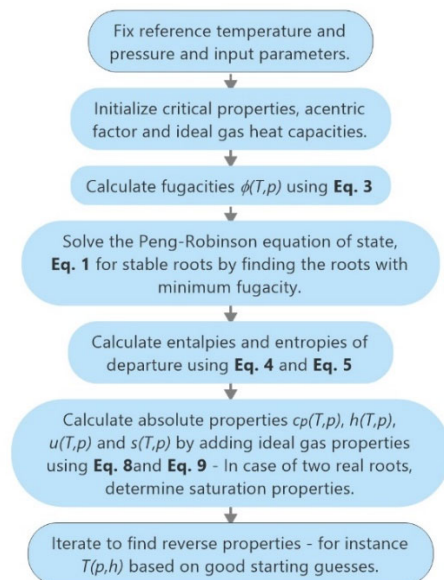 Fix reference temperature and
pressure and input parameters.
Initialize critical properties, acentric
factor and ideal gas heat capacities.
Calculate fugacities ϕ(T,p) using Eq. 3
Solve the Peng-Robinson equation of state,
Eq. 1 for stable roots by finding the roots with
minimum fugacity.
Calculate entalpies and entropies of
departure using Eq. 4 and Eq. 5
Calculate absolute properties cp(T,p), h(T,p),
u(T,p) and s(T,p) by adding ideal gas properties
using Eq. 8and Eq. 9 - In case of two real roots,
determine saturation properties.
Iterate to find reverse properties - for instance
T(p,h) based on good starting guesses.